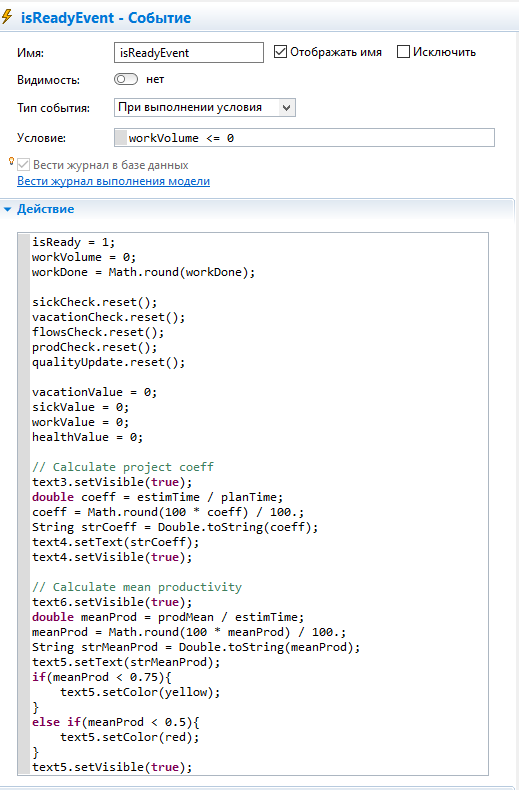 isReadyEvent - Событие
Имя: isReadyEvent Отображать имя Исключить
Видимость: нет
Тип события: При выполнении условия
Условие: workVolume <= 0
Вести журнал в базе данных
Вести журнал выполнения модели
Действие
isReady = 1;
workVolume = 0;
workDone = Math.round(workDone);
sickCheck.reset();
vacationCheck.reset();
flowsCheck.reset();
prodCheck.reset();
qualityUpdate.reset();
vacationValue = 0;
sickValue = 0;
workValue = 0;
healthValue = 0;
// Calculate project coeff
text3.setVisible(true);
double coeff = estimTime / planTime;
coeff = Math.round(100 * coeff) / 100.;
String strCoeff = Double.toString(coeff);
text4.setText(strCoeff);
text4.setVisible(true);
// Calculate mean productivity
text6.setVisible(true);
double meanProd = prodMean / estimTime;
meanProd = Math.round(100 * meanProd) / 100.;
String strMeanProd = Double.toString(meanProd);
text5.setText(strMeanProd);
if(meanProd < 0.75){
text5.setColor(yellow);
}
else if(meanProd < 0.5){
text5.setColor(red);
}
text5.setVisible(true);